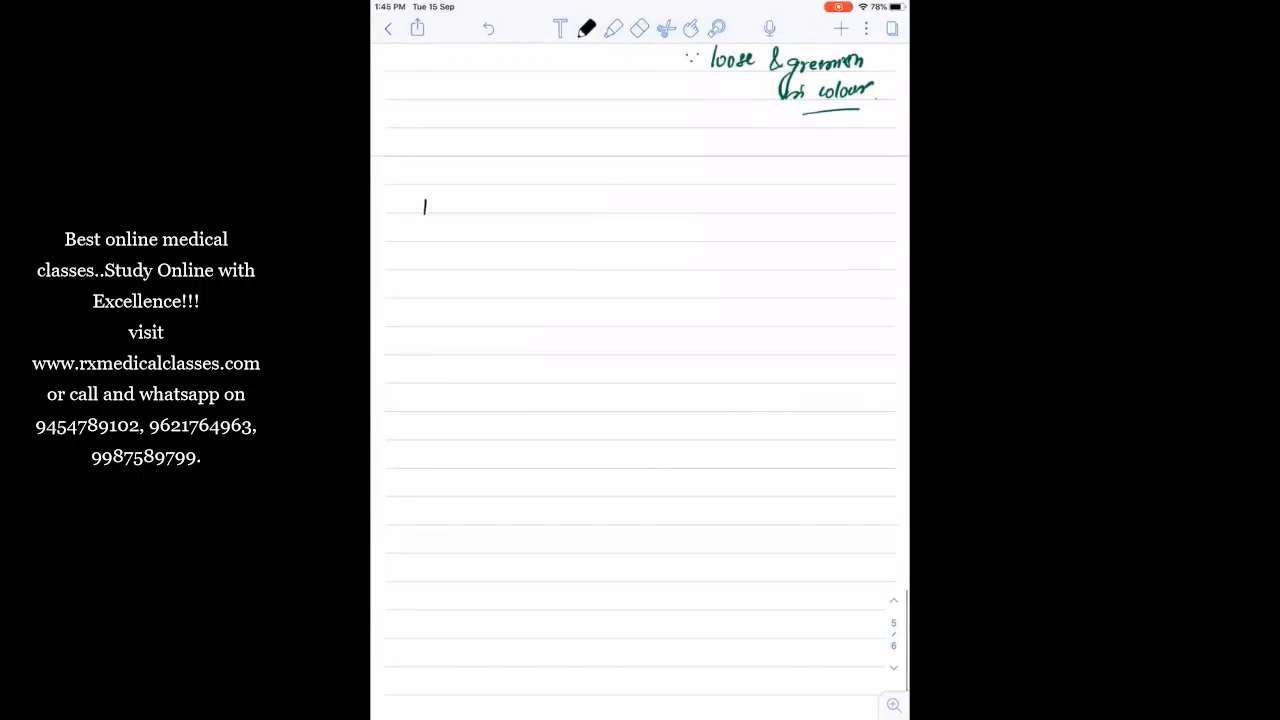 1:45 PM Tue 15 Sep
78%
∵ loose & greenish
in colour.
Best online medical
classes..Study Online with
Excellence!!!
visit
www.rxmedicalclasses.com
or call and whatsapp on
9454789102, 9621764963,
9987589799.
5
/
6